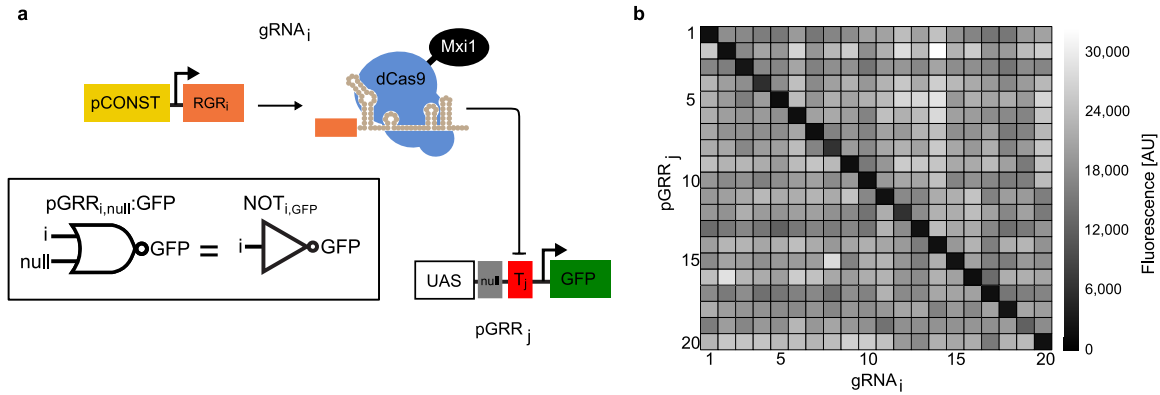 a
gRNAi
Mxi1
dCas9
pCONST
RGRi
pGRRi,null:GFP
NOTi,GFP
i
null
GFP
=
i
GFP
UAS
null
Tj
GFP
pGRR j
b
1
5
10
15
20
pGRR j
1
5
10
15
20
gRNAi
30,000
24,000
18,000
12,000
6,000
0
Fluorescence [AU]